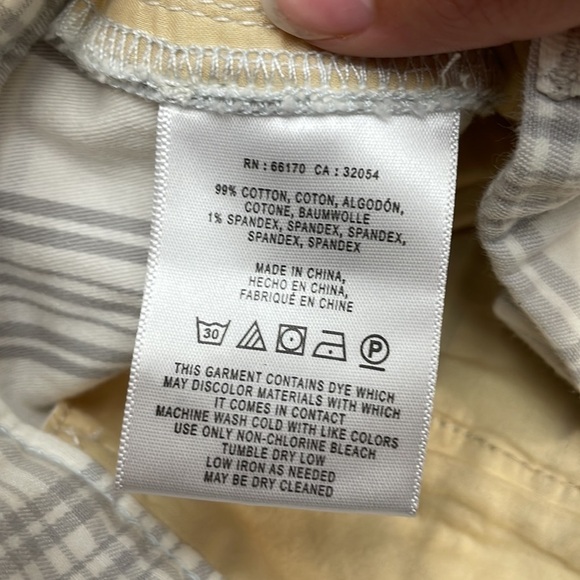 RN : 66170 CA : 32054
99% COTTON, COTON, ALGODÓN,
COTONE, BAUMWOLLE
1% SPANDEX, SPANDEX, SPANDEX,
SPANDEX, SPANDEX
MADE IN CHINA,
HECHO EN CHINA,
FABRIQUÉ EN CHINE
30 P
THIS GARMENT CONTAINS DYE WHICH
MAY DISCOLOR MATERIALS WITH WHICH
IT COMES IN CONTACT
MACHINE WASH COLD WITH LIKE COLORS
USE ONLY NON-CHLORINE BLEACH
TUMBLE DRY LOW
LOW IRON AS NEEDED
MAY BE DRY CLEANED